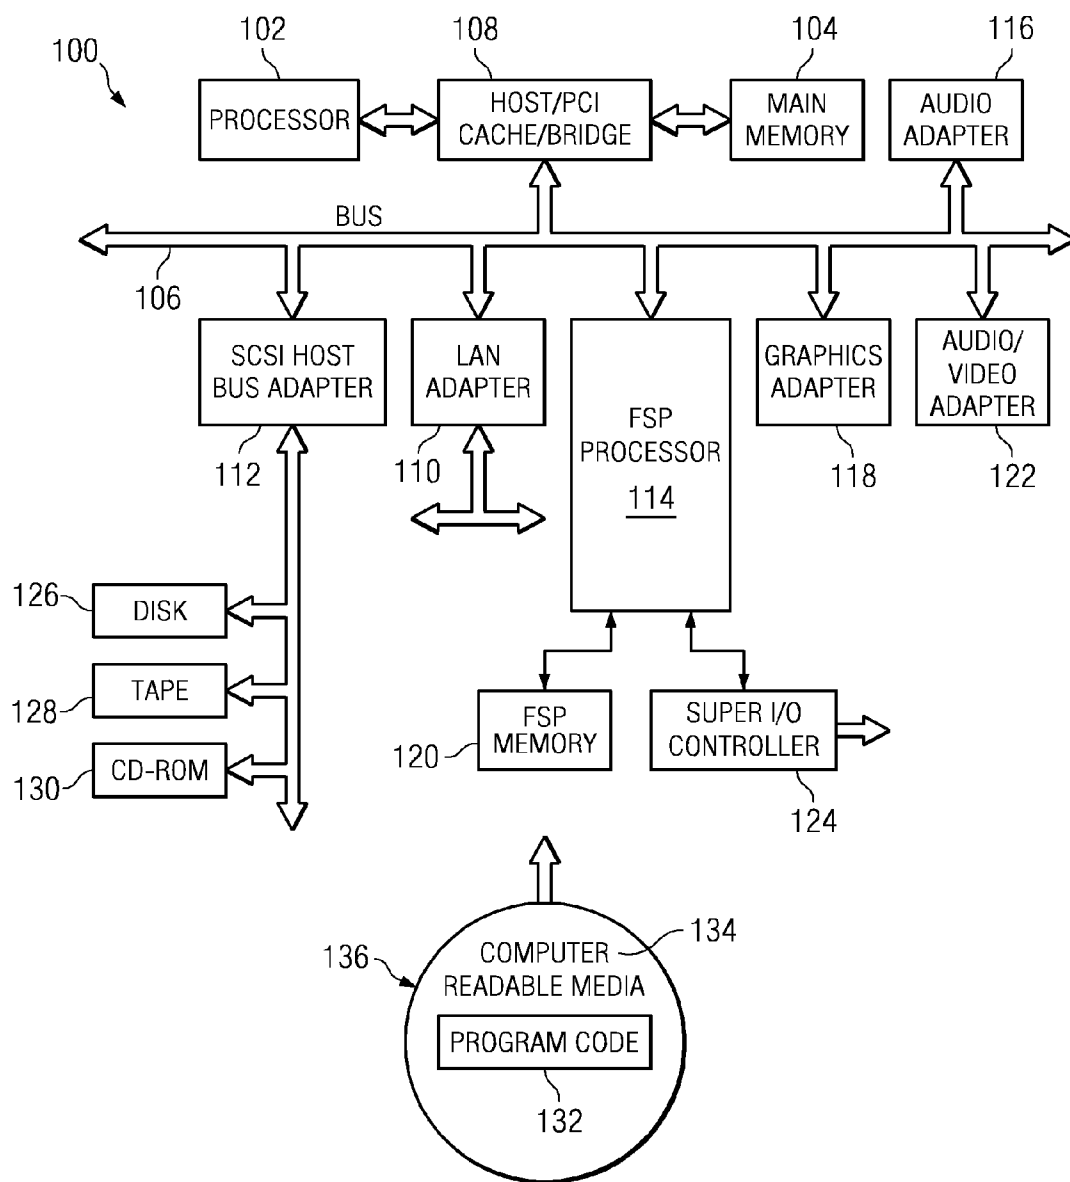 100
102
108
104
116
PROCESSOR
HOST/PCI
CACHE/BRIDGE
MAIN
MEMORY
AUDIO
ADAPTER
BUS
106
SCSI HOST
BUS ADAPTER
LAN
ADAPTER
FSP
PROCESSOR
114
GRAPHICS
ADAPTER
AUDIO/
VIDEO
ADAPTER
112
110
118
122
126
DISK
128
TAPE
130
CD-ROM
FSP
MEMORY
120
SUPER I/O
CONTROLLER
124
136
COMPUTER
READABLE MEDIA
134
PROGRAM CODE
132